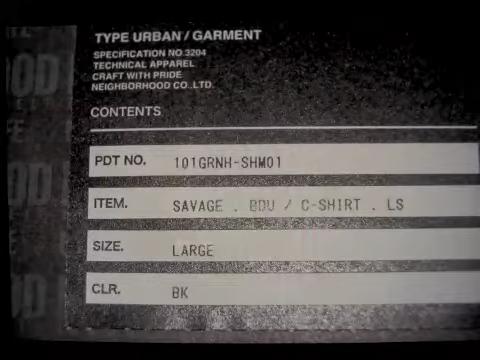 TYPE URBAN / GARMENT
SPECIFICATION NO.3204
TECHNICAL APPAREL
CRAFT WITH PRIDE
NEIGHBORHOOD CO.,LTD.
CONTENTS
PDT NO. 101GRNH-SHM01
ITEM. SAVAGE . BDU / C-SHIRT . LS
SIZE. LARGE
CLR. BK